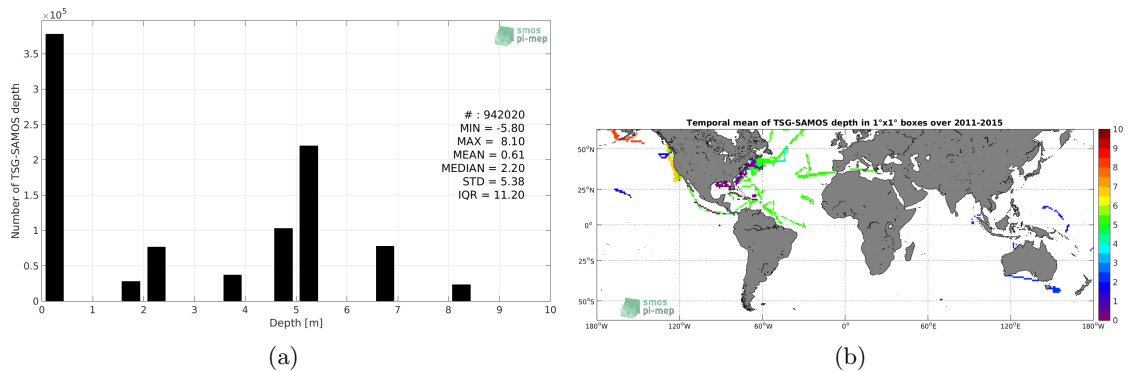 ×10⁵
smos
pi-mep
3.5
3
2.5
2
1.5
1
0.5
0
Number of TSG-SAMOS depth
# : 942020
MIN = -5.80
MAX = 8.10
MEAN = 0.61
MEDIAN = 2.20
STD = 5.38
IQR = 11.20
0 1 2 3 4 5 6 7 8 9 10
Depth [m]
(a)
Temporal mean of TSG-SAMOS depth in 1°x1° boxes over 2011-2015
50°N
25°N
0°
25°S
50°S
smos
pi-mep
180°W 120°W 60°W 0° 60°E 120°E 180°W
10
9
8
7
6
5
4
3
2
1
0
(b)